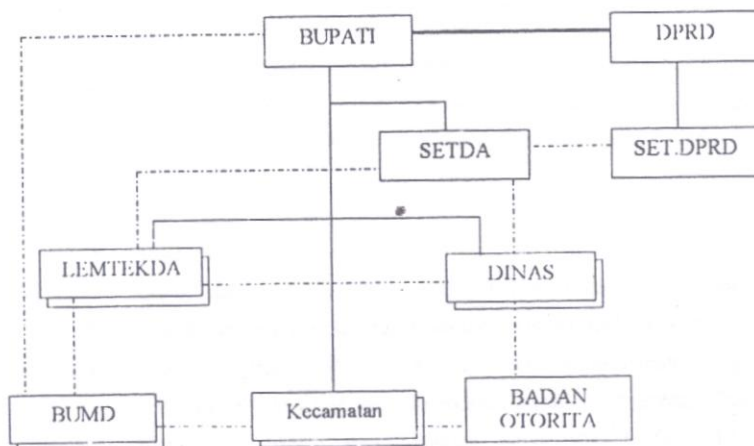 BUPATI
DPRD
SETDA
SET.DPRD
LEMTEKDA
DINAS
BUMD
Kecamatan
BADAN
OTORITA